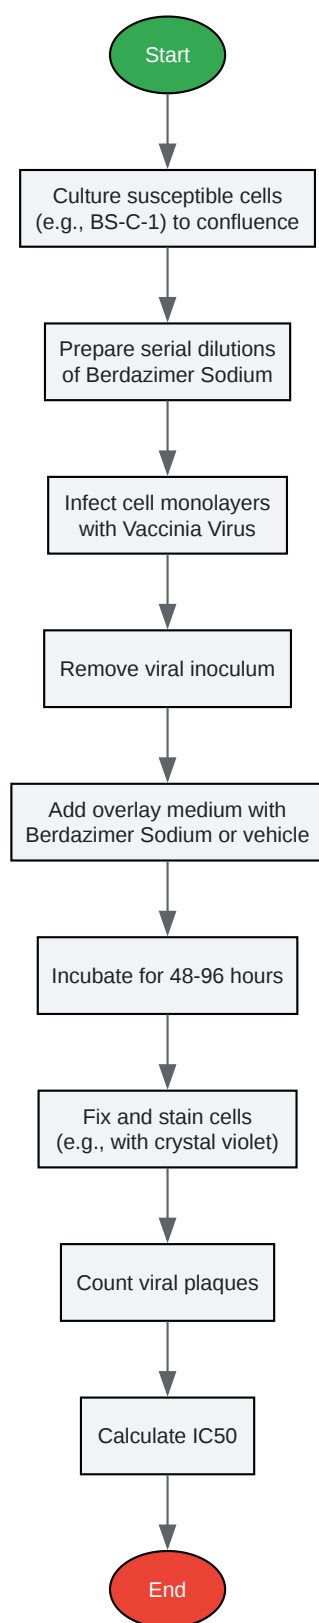 Start
Culture susceptible cells
(e.g., BS-C-1) to confluence
Prepare serial dilutions
of Berdazimer Sodium
Infect cell monolayers
with Vaccinia Virus
Remove viral inoculum
Add overlay medium with
Berdazimer Sodium or vehicle
Incubate for 48-96 hours
Fix and stain cells
(e.g., with crystal violet)
Count viral plaques
Calculate IC50
End